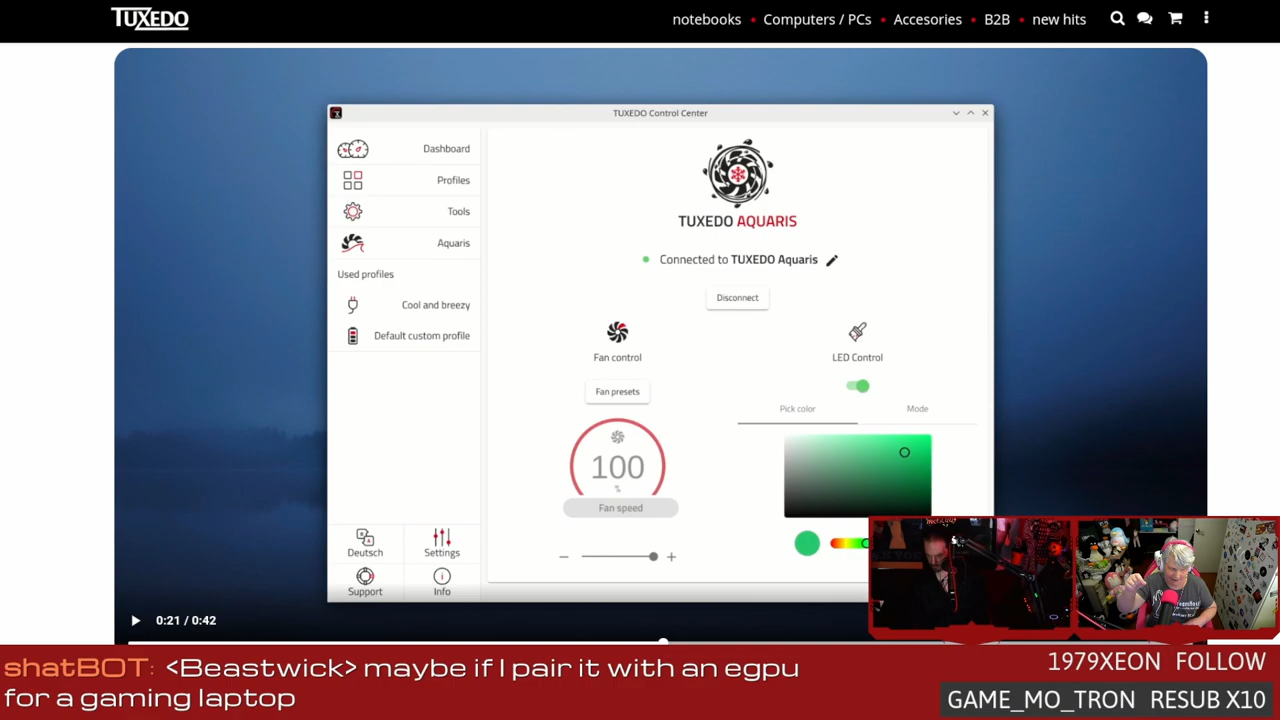 TUXEDO
notebooks • Computers / PCs • Accesories • B2B • new hits
TUXEDO Control Center
Dashboard
Profiles
Tools
Aquaris
Used profiles
Cool and breezy
Default custom profile
Deutsch
Settings
Support
Info
TUXEDO AQUARIS
Connected to TUXEDO Aquaris
Disconnect
Fan control
Fan presets
100
%
Fan speed
LED Control
Pick color
Mode
0:21 / 0:42
shatBOT: <Beastwick> maybe if I pair it with an egpu
for a gaming laptop
1979XEON FOLLOW
GAME_MO_TRON RESUB X10